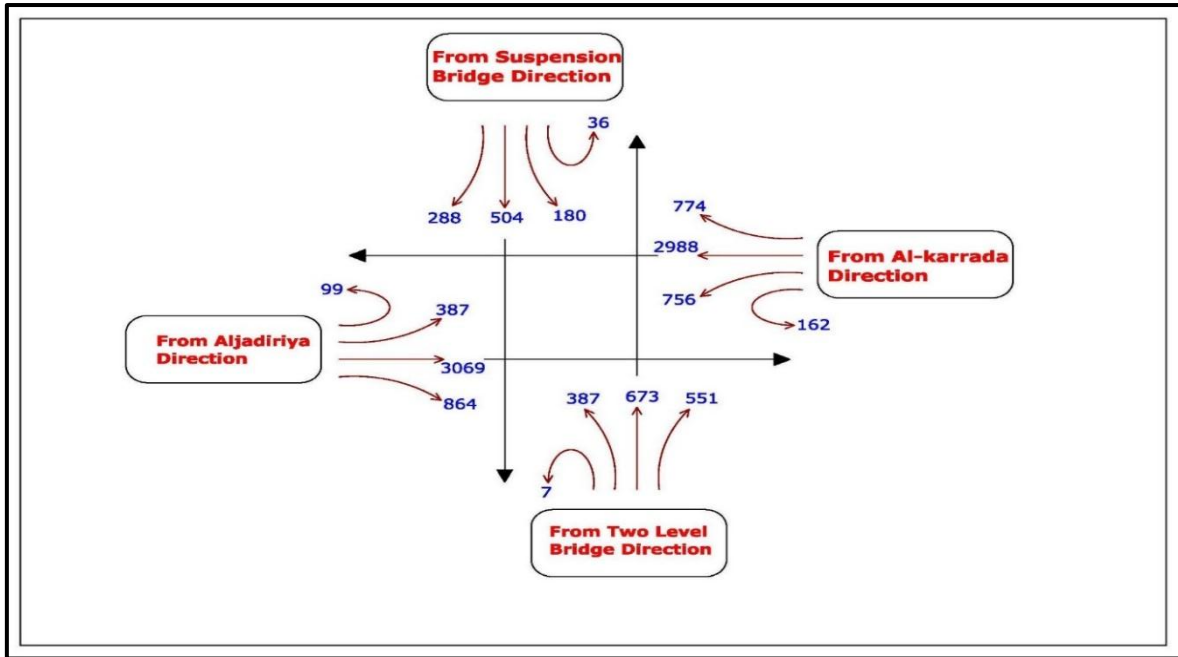 From Suspension
Bridge Direction
36
288 504 180
774
2988
From Al-karrada
Direction
756
162
99
387
From Aljadiriya
Direction
3069
864
387 673 551
7
From Two Level
Bridge Direction